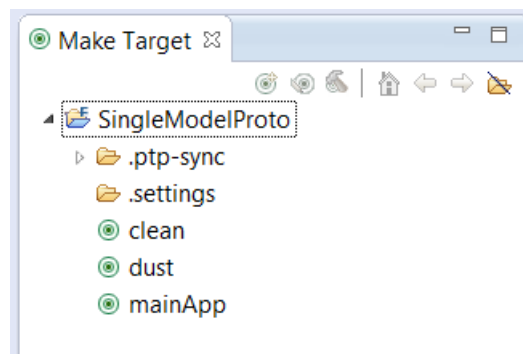 Make Target
SingleModelProto
.ptp-sync
.settings
clean
dust
mainApp